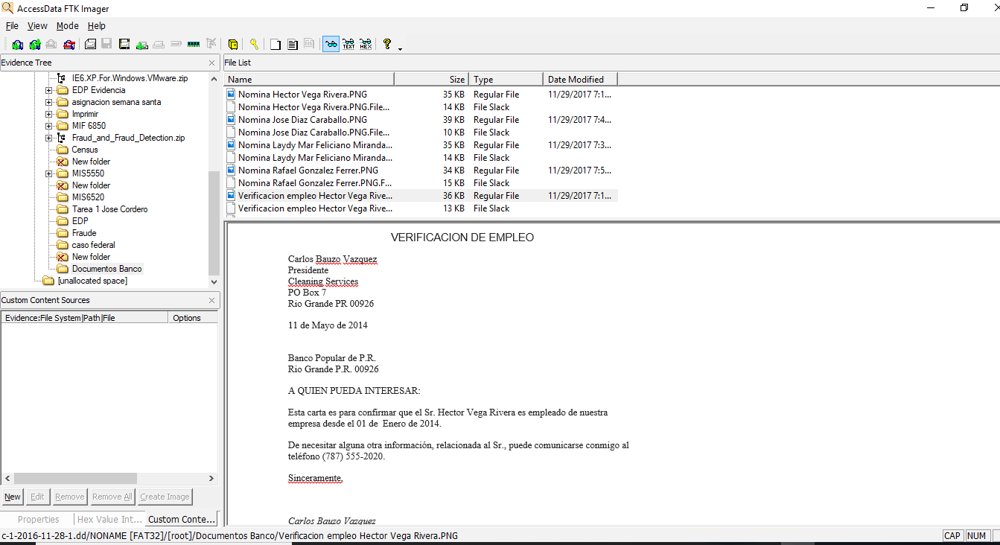 AccessData FTK Imager
File View Mode Help
Evidence Tree
IE6.XP.For.Windows.VMware.zip
EDP Evidencia
asignacion semana santa
Imprimir
MIF 6850
Fraud_and_Fraud_Detection.zip
Census
New folder
MIS5550
New folder
MIS6520
Tarea 1 Jose Cordero
EDP
Fraude
caso federal
New folder
Documentos Banco
[unallocated space]
Custom Content Sources
Evidence:File System|Path|File Options
New Edit Remove Remove All Create Image
Properties Hex Value Int... Custom Conte...
File List
Name Size Type Date Modified
Nomina Hector Vega Rivera.PNG 35 KB Regular File 11/29/2017 7:1...
Nomina Hector Vega Rivera.PNG.File... 14 KB File Slack
Nomina Jose Diaz Caraballo.PNG 39 KB Regular File 11/29/2017 7:4...
Nomina Jose Diaz Caraballo.PNG.File... 10 KB File Slack
Nomina Laydy Mar Feliciano Miranda... 35 KB Regular File 11/29/2017 7:3...
Nomina Laydy Mar Feliciano Miranda... 14 KB File Slack
Nomina Rafael Gonzalez Ferrer.PNG 34 KB Regular File 11/29/2017 7:5...
Nomina Rafael Gonzalez Ferrer.PNG.F... 15 KB File Slack
Verificacion empleo Hector Vega Rive... 36 KB Regular File 11/29/2017 7:1...
Verificacion empleo Hector Vega Rive... 13 KB File Slack
VERIFICACION DE EMPLEO
Carlos Bauzo Vazquez
Presidente
Cleaning Services
PO Box 7
Rio Grande PR 00926
11 de Mayo de 2014
Banco Popular de P.R.
Rio Grande P.R. 00926
A QUIEN PUEDA INTERESAR:
Esta carta es para confirmar que el Sr. Hector Vega Rivera es empleado de nuestra
empresa desde el 01 de Enero de 2014.
De necesitar alguna otra información, relacionada al Sr., puede comunicarse conmigo al
teléfono (787) 555-2020.
Sinceramente,
Carlos Bauzo Vazquez
c-1-2016-11-28-1.dd/NONAME [FAT32]/[root]/Documentos Banco/Verificacion empleo Hector Vega Rivera.PNG
CAP NUM